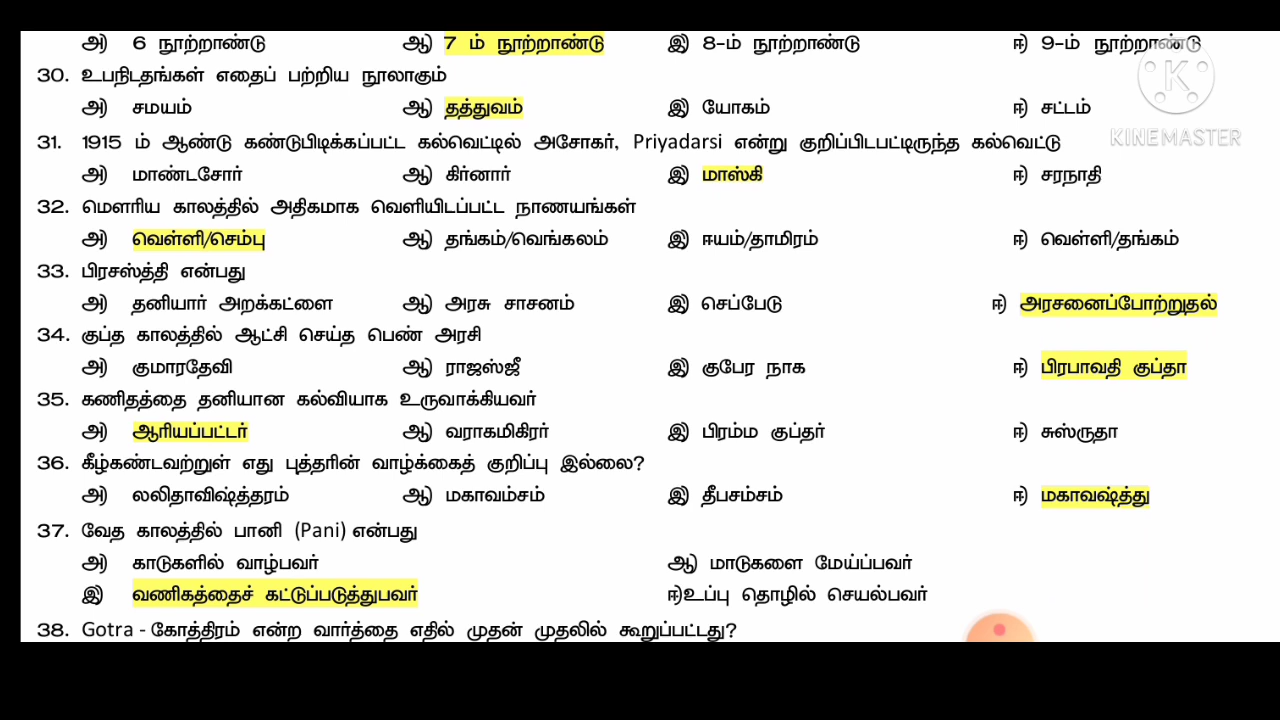 அ) 6 நூற்றாண்டு ஆ) 7 ம் நூற்றாண்டு இ) 8-ம் நூற்றாண்டு ஈ) 9-ம் நூற்றாண்டு
30. உபநிடதங்கள் எதைப் பற்றிய நூலாகும்
அ) சமயம் ஆ) தத்துவம் இ) யோகம் ஈ) சட்டம்
KINEMASTER
31. 1915 ம் ஆண்டு கண்டுபிடிக்கப்பட்ட கல்வெட்டில் அசோகர், Priyadarsi என்று குறிப்பிடபட்டிருந்த கல்வெட்டு
அ) மாண்டசோர் ஆ) கிர்னார் இ) மாஸ்கி ஈ) சரநாதி
32. மௌரிய காலத்தில் அதிகமாக வெளியிடப்பட்ட நாணயங்கள்
அ) வெள்ளி/செம்பு ஆ) தங்கம்/வெங்கலம் இ) ஈயம்/தாமிரம் ஈ) வெள்ளி/தங்கம்
33. பிரசஸ்த்தி என்பது
அ) தனியார் அறக்கட்ளை ஆ) அரசு சாசனம் இ) செப்பேடு ஈ) அரசனைப்போற்றுதல்
34. குப்த காலத்தில் ஆட்சி செய்த பெண் அரசி
அ) குமாரதேவி ஆ) ராஜஸ்ஜீ இ) குபேர நாக ஈ) பிரபாவதி குப்தா
35. கணிதத்தை தனியான கல்வியாக உருவாக்கியவர்
அ) ஆரியப்பட்டர் ஆ) வராகமிகிரர் இ) பிரம்ம குப்தர் ஈ) சுஸ்ருதா
36. கீழ்கண்டவற்றுள் எது புத்தரின் வாழ்க்கைத் குறிப்பு இல்லை?
அ) லலிதாவிஷ்த்தரம் ஆ) மகாவம்சம் இ) தீபசம்சம் ஈ) மகாவஷ்த்து
37. வேத காலத்தில் பானி (Pani) என்பது
அ) காடுகளில் வாழ்பவர் ஆ) மாடுகளை மேய்ப்பவர்
இ) வணிகத்தைச் கட்டுப்படுத்துபவர் ஈ)உப்பு தொழில் செயல்பவர்
38. Gotra - கோத்திரம் என்ற வார்த்தை எதில் முதன் முதலில் கூறுப்பட்டது?